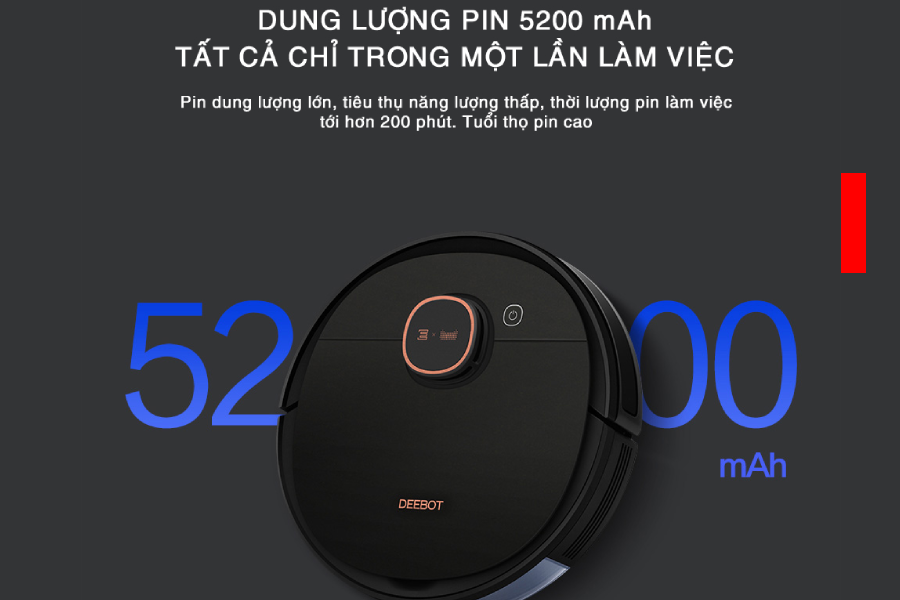 DUNG LƯỢNG PIN 5200 mAh
TẤT CẢ CHỈ TRONG MỘT LẦN LÀM VIỆC
Pin dung lượng lớn, tiêu thụ năng lượng thấp, thời lượng pin làm việc
tới hơn 200 phút. Tuổi thọ pin cao
52 00
mAh
DEEBOT